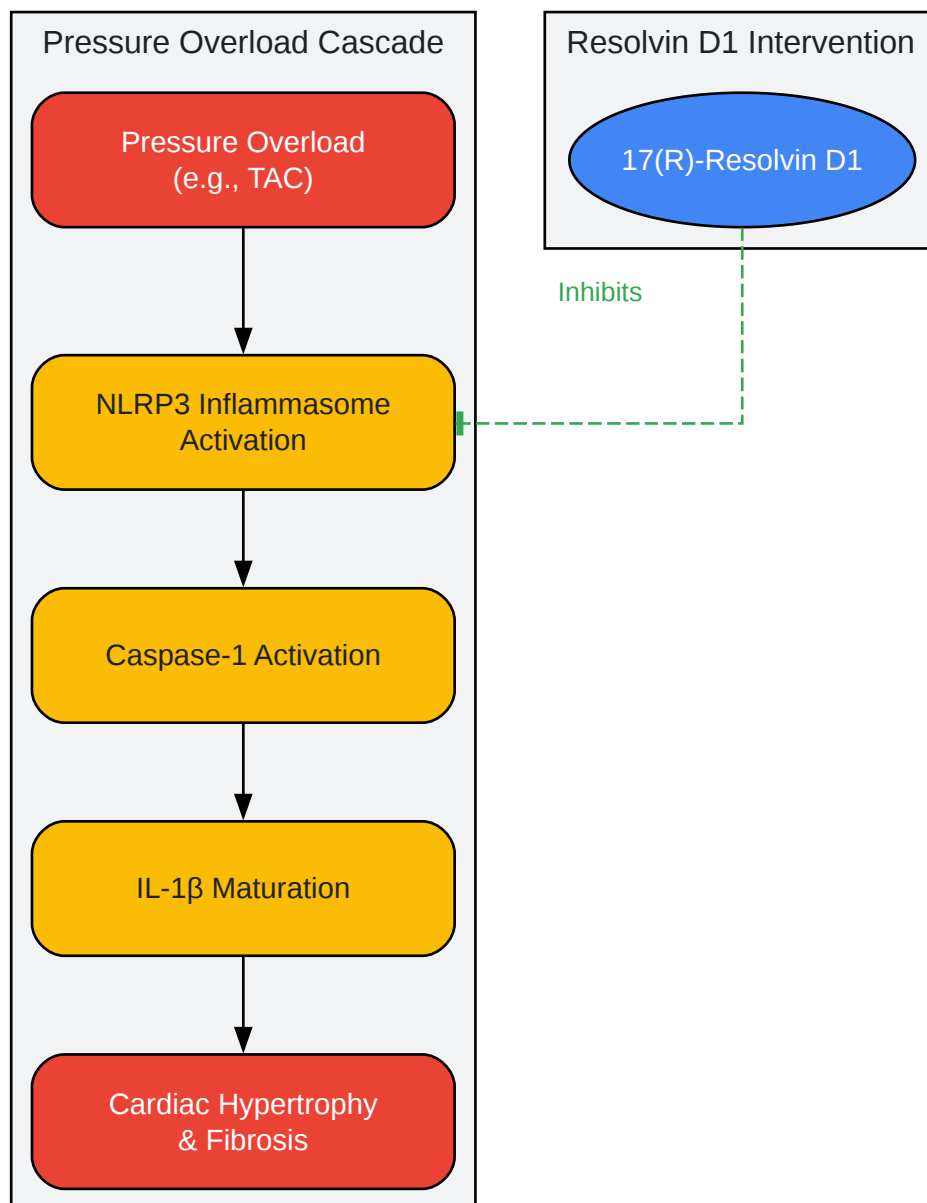 Pressure Overload Cascade
Pressure Overload
(e.g., TAC)
NLRP3 Inflammasome
Activation
Caspase-1 Activation
IL-1β Maturation
Cardiac Hypertrophy
& Fibrosis
Resolvin D1 Intervention
17(R)-Resolvin D1
Inhibits